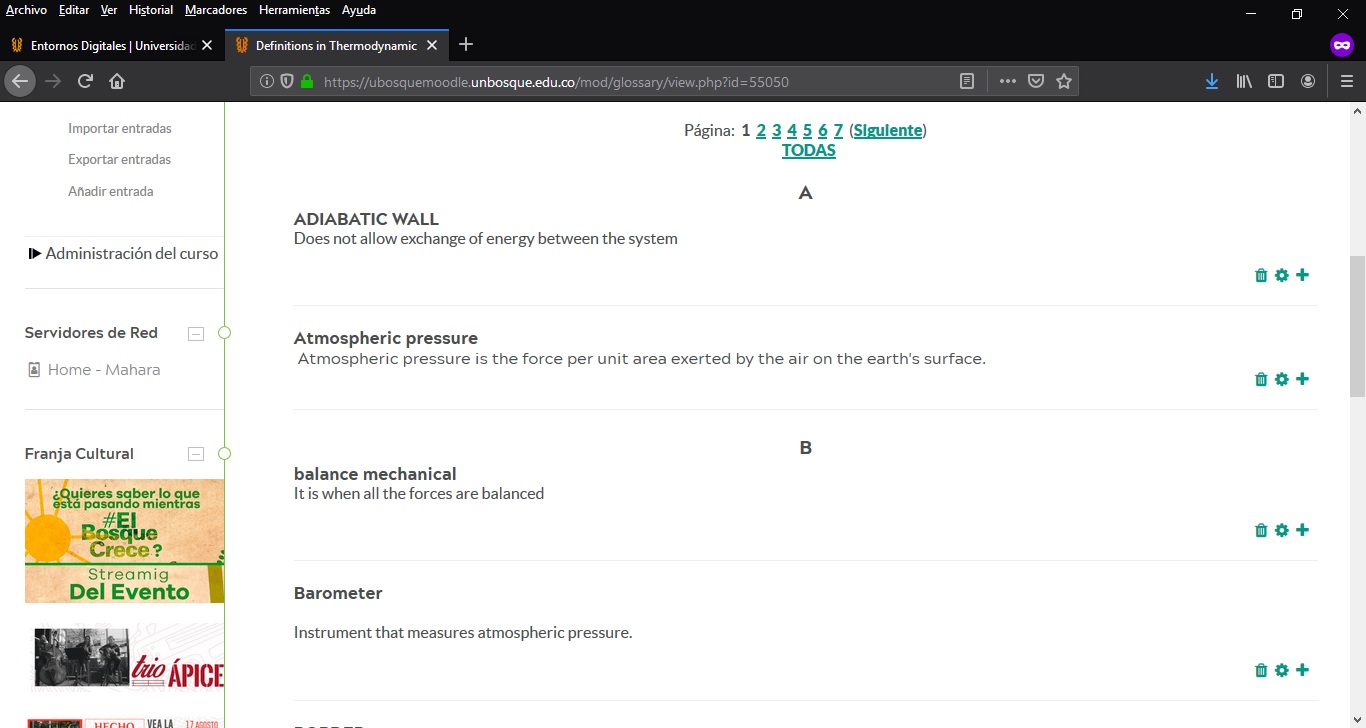 Archivo Editar Ver Historial Marcadores Herramientas Ayuda
Entornos Digitales | Universidad
Definitions in Thermodynamic
https://ubosquemoodle.unbosque.edu.co/mod/glossary/view.php?id=55050
Importar entradas
Exportar entradas
Añadir entrada
Administración del curso
Servidores de Red
Home - Mahara
Franja Cultural
¿Quieres saber lo que
está pasando mientras
#El
Bosque
Crece?
Streamig
Del Evento
trio ÁPICE
HECHO
VEA LA
17 AGOSTO
Página: 1 2 3 4 5 6 7 (Siguiente)
TODAS
A
ADIABATIC WALL
Does not allow exchange of energy between the system
Atmospheric pressure
Atmospheric pressure is the force per unit area exerted by the air on the earth's surface.
B
balance mechanical
It is when all the forces are balanced
Barometer
Instrument that measures atmospheric pressure.